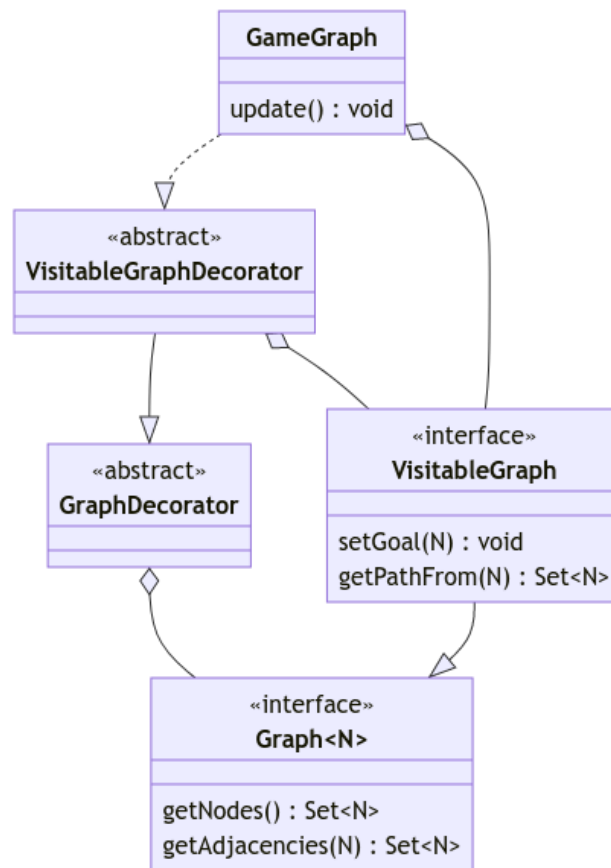 GameGraph
update() : void
«abstract»
VisitableGraphDecorator
«abstract»
GraphDecorator
«interface»
VisitableGraph
setGoal(N) : void
getPathFrom(N) : Set<N>
«interface»
Graph<N>
getNodes() : Set<N>
getAdjacencies(N) : Set<N>